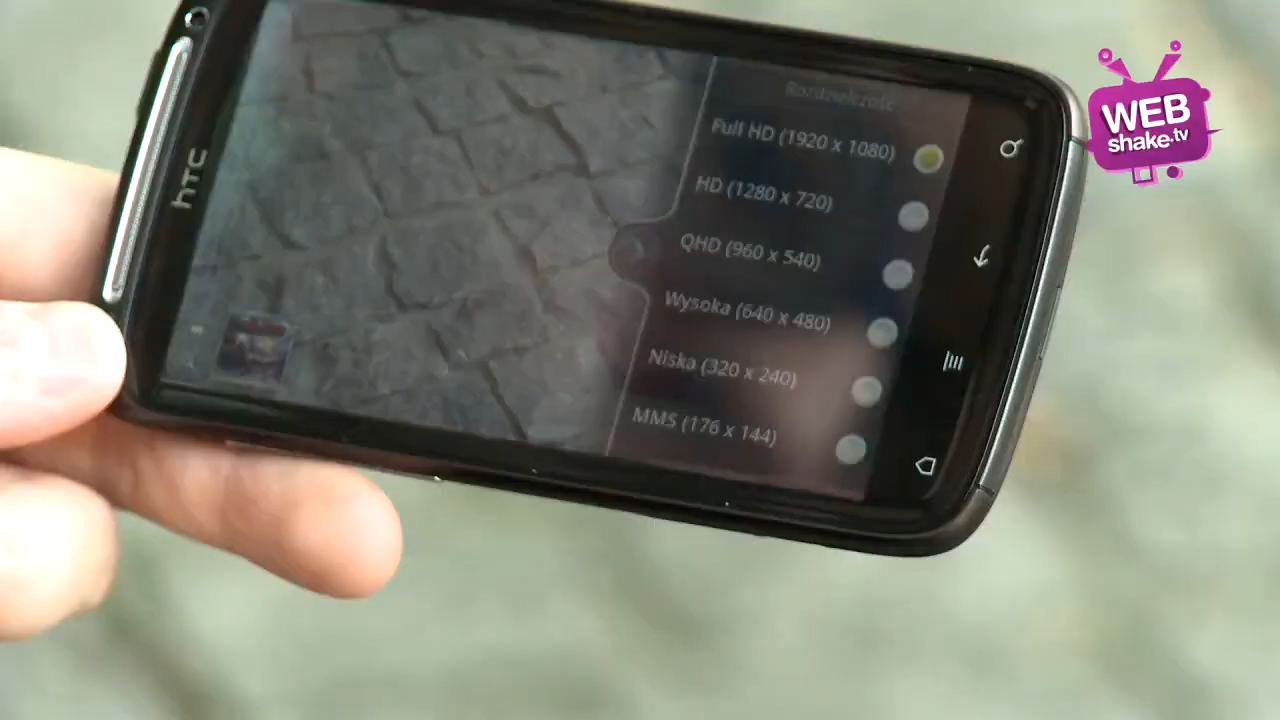 Rozdzielczość
Full HD (1920 x 1080)
HD (1280 x 720)
QHD (960 x 540)
Wysoka (640 x 480)
Niska (320 x 240)
MMS (176 x 144)
hTC
WEB
shake.tv